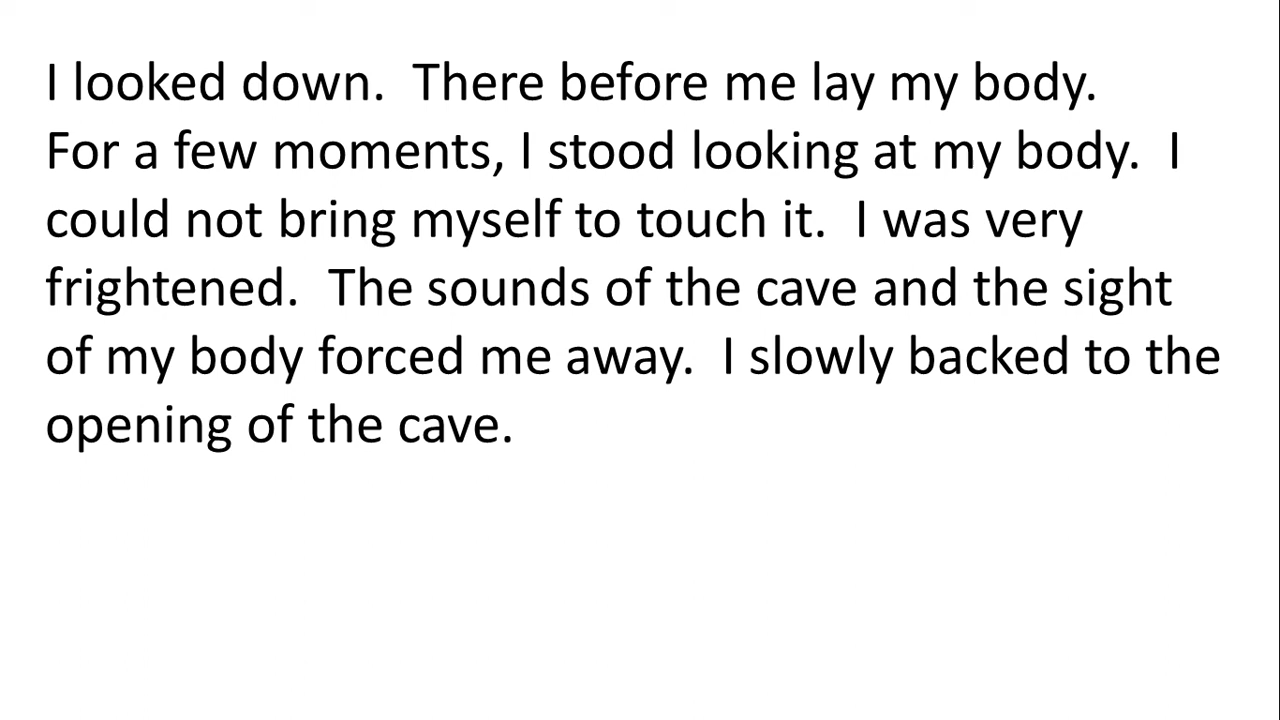 I looked down.  There before me lay my body.
For a few moments, I stood looking at my body.  I
could not bring myself to touch it.  I was very
frightened.  The sounds of the cave and the sight
of my body forced me away.  I slowly backed to the
opening of the cave.